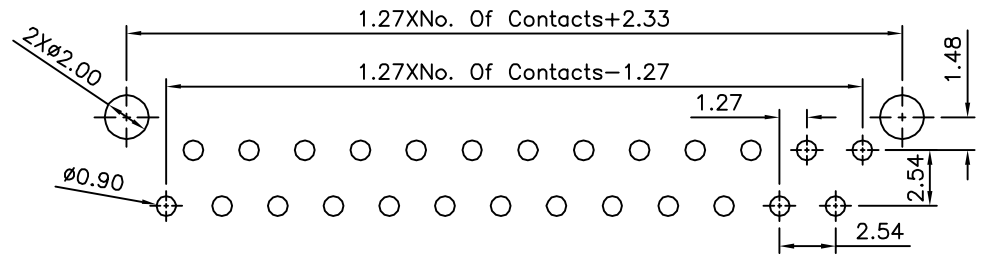 1.27XNo. Of Contacts+2.33
2Xø2.00
1.27XNo. Of Contacts-1.27
1.48
1.27
ø0.90
2.54
2.54